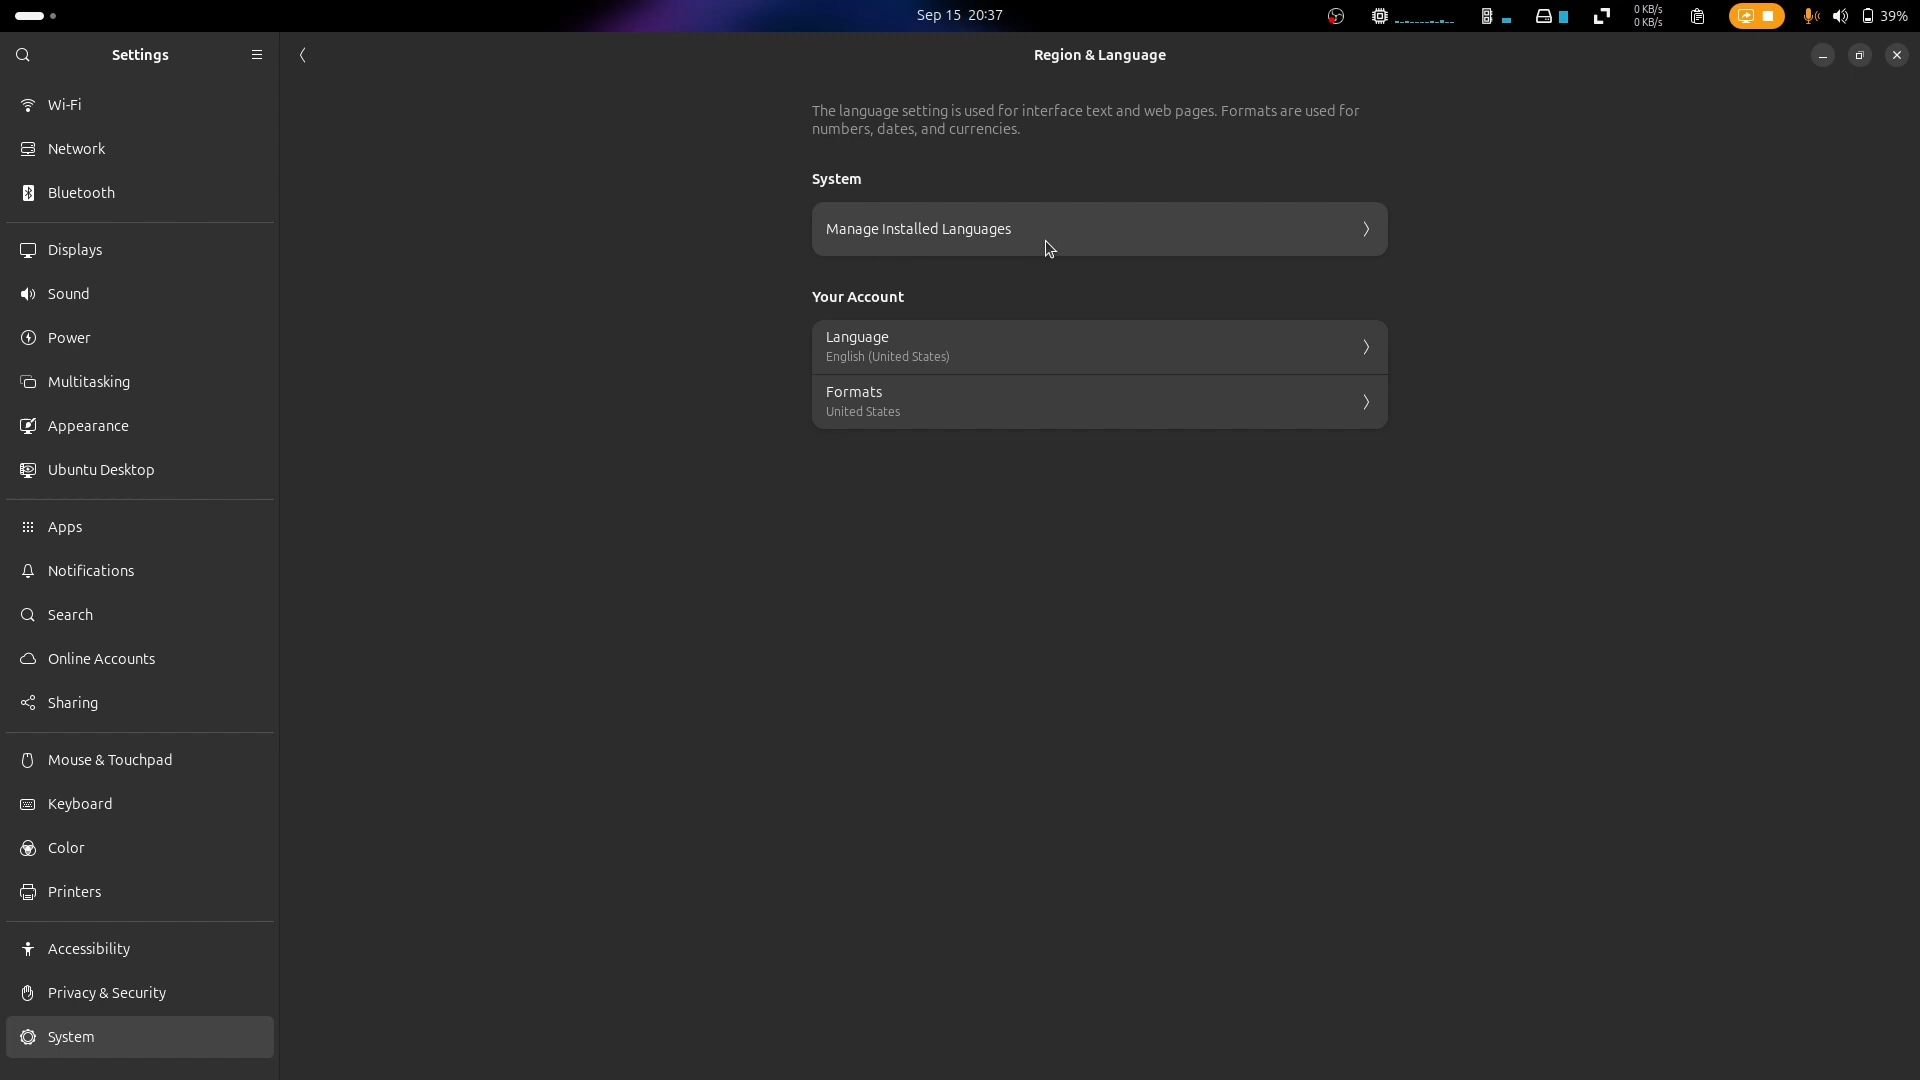 Sep 15 20:37
0 KB/s
0 KB/s
39%
Settings
Region & Language
Wi-Fi
Network
Bluetooth
Displays
Sound
Power
Multitasking
Appearance
Ubuntu Desktop
Apps
Notifications
Search
Online Accounts
Sharing
Mouse & Touchpad
Keyboard
Color
Printers
Accessibility
Privacy & Security
System
The language setting is used for interface text and web pages. Formats are used for
numbers, dates, and currencies.
System
Manage Installed Languages
Your Account
Language
English (United States)
Formats
United States